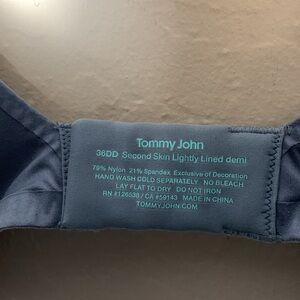 Tommy John
36DD Second Skin Lightly Lined demi
79% Nylon 21% Spandex Exclusive of Decoration
HAND WASH COLD SEPARATELY NO BLEACH
LAY FLAT TO DRY DO NOT IRON
RN #126538 / CA #59143 MADE IN CHINA
TOMMYJOHN.COM